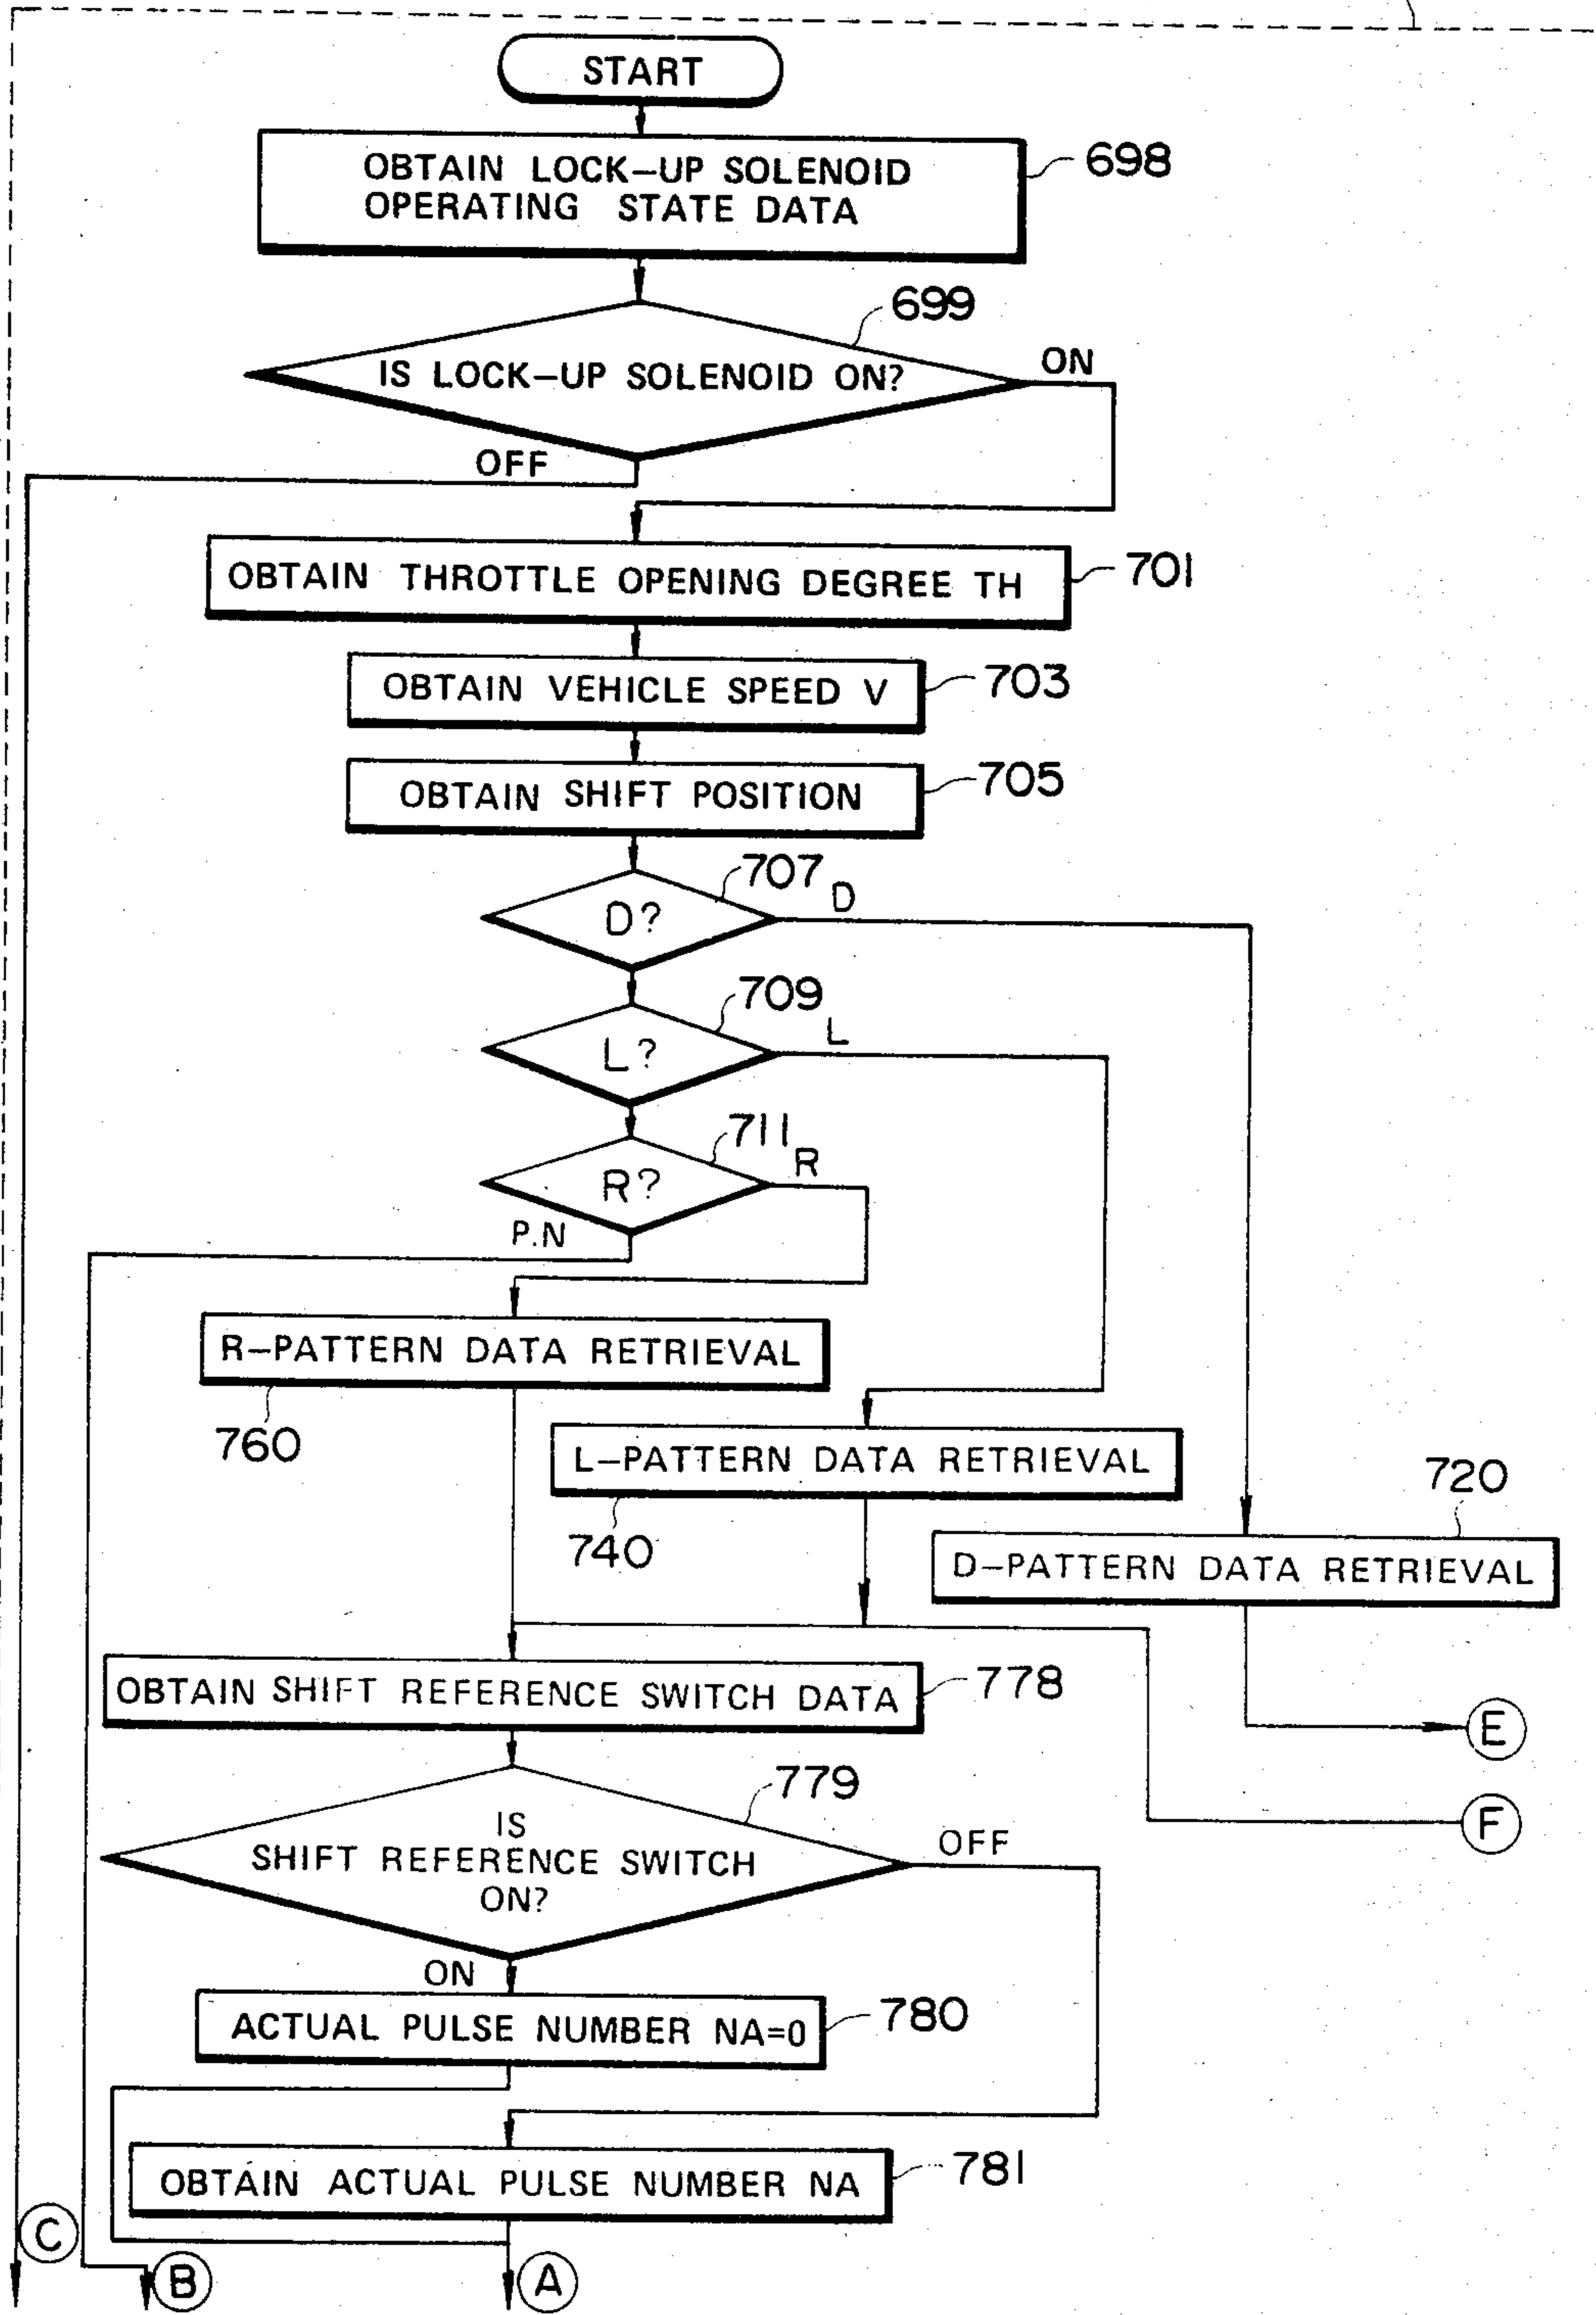 START
OBTAIN LOCK-UP SOLENOID
OPERATING STATE DATA
698
699
IS LOCK-UP SOLENOID ON?
ON
OFF
OBTAIN THROTTLE OPENING DEGREE TH
701
OBTAIN VEHICLE SPEED V
703
OBTAIN SHIFT POSITION
705
707
D
D?
709
L
L?
711
R
R?
P.N
R-PATTERN DATA RETRIEVAL
760
L-PATTERN DATA RETRIEVAL
740
720
D-PATTERN DATA RETRIEVAL
OBTAIN SHIFT REFERENCE SWITCH DATA
778
E
779
F
IS
SHIFT REFERENCE SWITCH
ON?
OFF
ON
ACTUAL PULSE NUMBER NA=0
780
OBTAIN ACTUAL PULSE NUMBER NA
781
C
B
A